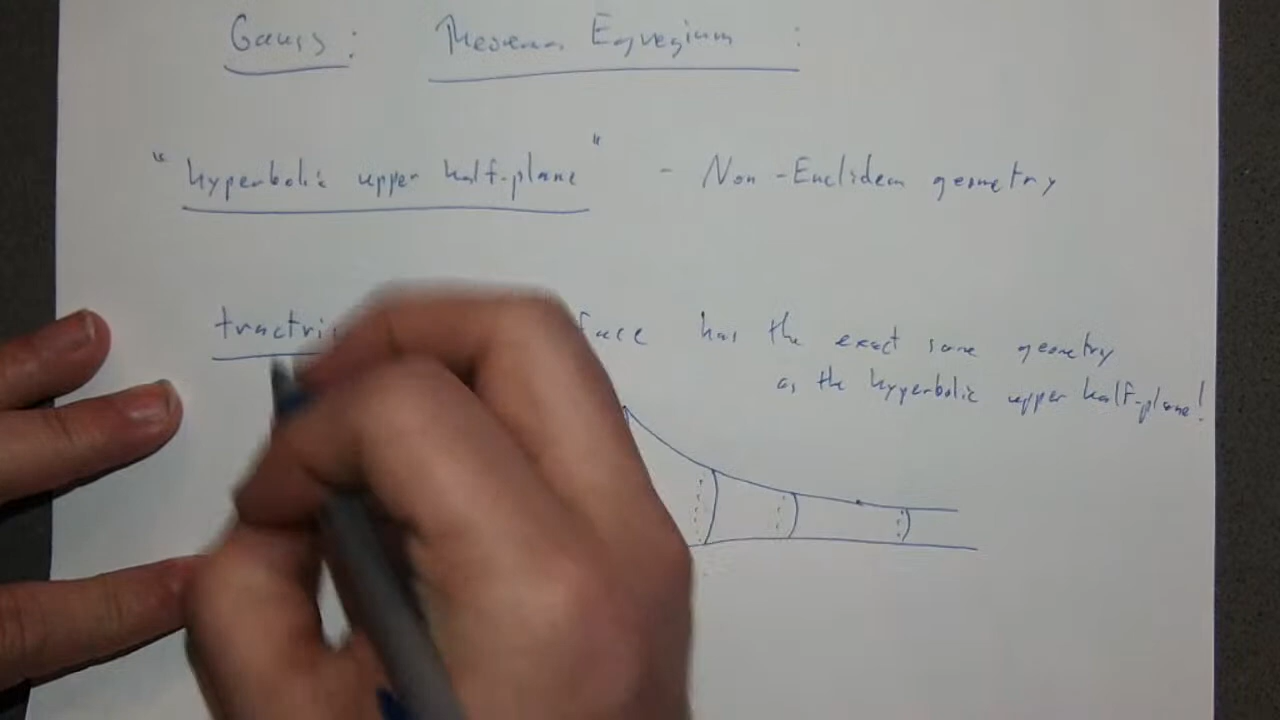 Gauss: Theorema Egregium :
"hyperbolic upper half-plane" - Non-Euclidean geometry
has the exact same geometry
as the hyperbolic upper half-plane!